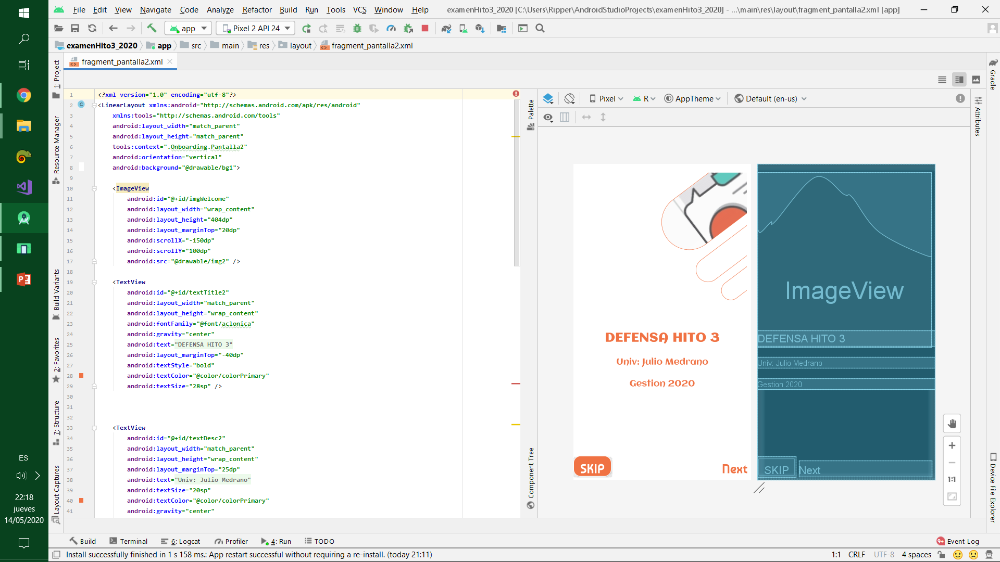 File Edit View Navigate Code Analyze Refactor Build Run Tools VCS Window Help examenHito3_2020 [C:\Users\Ripper\AndroidStudioProjects\examenHito3_2020] - ...\main\res\layout\fragment_pantalla2.xml [app]
app Pixel 2 API 24
examenHito3_2020 app src main res layout fragment_pantalla2.xml
fragment_pantalla2.xml
1: Project
Resource Manager
Build Variants
2: Favorites
7: Structure
Layout Captures
1 <?xml version="1.0" encoding="utf-8"?>
2 <LinearLayout xmlns:android="http://schemas.android.com/apk/res/android"
3 xmlns:tools="http://schemas.android.com/tools"
4 android:layout_width="match_parent"
5 android:layout_height="match_parent"
6 tools:context=".Onboarding.Pantalla2"
7 android:orientation="vertical"
8 android:background="@drawable/bg1">
9
10 <ImageView
11 android:id="@+id/imgWelcome"
12 android:layout_width="wrap_content"
13 android:layout_height="404dp"
14 android:layout_marginTop="20dp"
15 android:scrollX="-150dp"
16 android:scrollY="100dp"
17 android:src="@drawable/img2" />
18
19 <TextView
20 android:id="@+id/textTitle2"
21 android:layout_width="match_parent"
22 android:layout_height="wrap_content"
23 android:fontFamily="@font/aclonica"
24 android:gravity="center"
25 android:text="DEFENSA HITO 3"
26 android:layout_marginTop="-40dp"
27 android:textStyle="bold"
28 android:textColor="@color/colorPrimary"
29 android:textSize="28sp" />
30
31
32
33 <TextView
34 android:id="@+id/textDesc2"
35 android:layout_width="match_parent"
36 android:layout_height="wrap_content"
37 android:layout_marginTop="25dp"
38 android:text="Univ: Julio Medrano"
39 android:textSize="20sp"
40 android:textColor="@color/colorPrimary"
41 android:gravity="center"
Palette
Component Tree
Pixel R AppTheme Default (en-us)
DEFENSA HITO 3
Univ: Julio Medrano
Gestion 2020
SKIP Next
ImageView
DEFENSA HITO 3
Univ: Julio Medrano
Gestion 2020
SKIP Next
1:1
Gradle
Attributes
Device File Explorer
ES
22:18
jueves
14/05/2020
Build Terminal 6: Logcat Profiler 4: Run TODO 9+ Event Log
Install successfully finished in 1 s 158 ms.: App restart successful without requiring a re-install. (today 21:11) 1:1 CRLF UTF-8 4 spaces